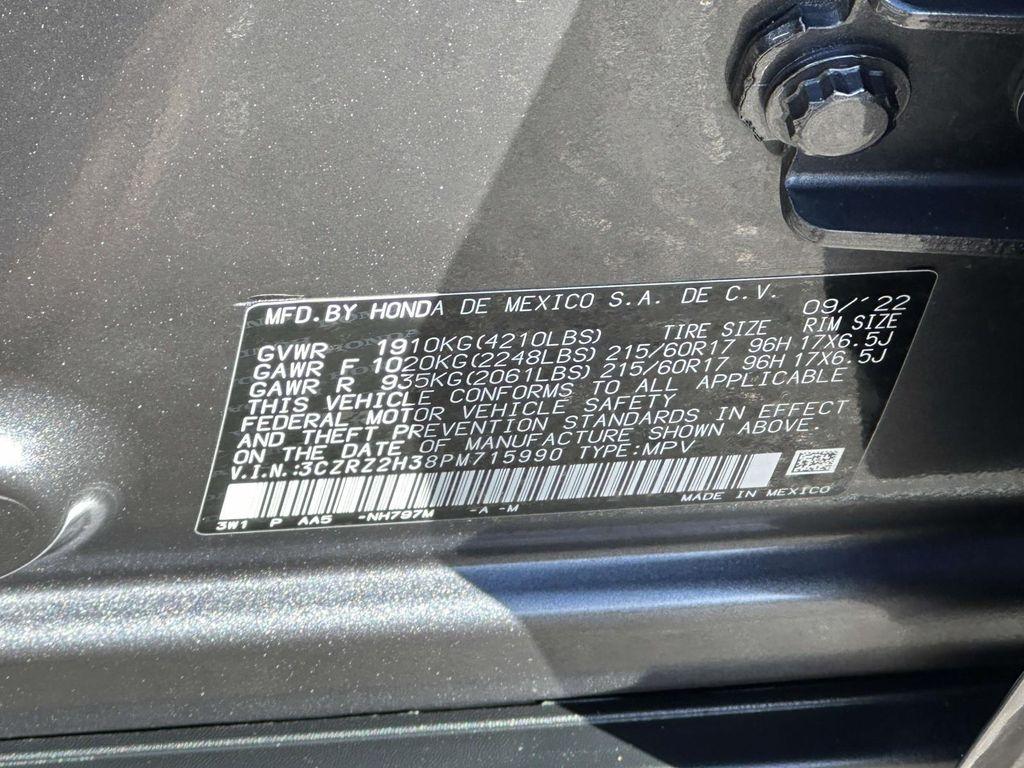 MFD.BY HONDA DE MEXICO S.A. DE C.V. 09/'22
TIRE SIZE RIM SIZE
GVWR 1910KG(4210LBS)
GAWR F 1020KG(2248LBS) 215/60R17 96H 17X6.5J
GAWR R 935KG(2061LBS) 215/60R17 96H 17X6.5J
THIS VEHICLE CONFORMS TO ALL APPLICABLE
FEDERAL MOTOR VEHICLE SAFETY
AND THEFT PREVENTION STANDARDS IN EFFECT
ON THE DATE OF MANUFACTURE SHOWN ABOVE.
V.I.N.:3CZRZ2H38PM715990 TYPE:MPV
MADE IN MEXICO
3W1 P AA5 -NH797M -A -M